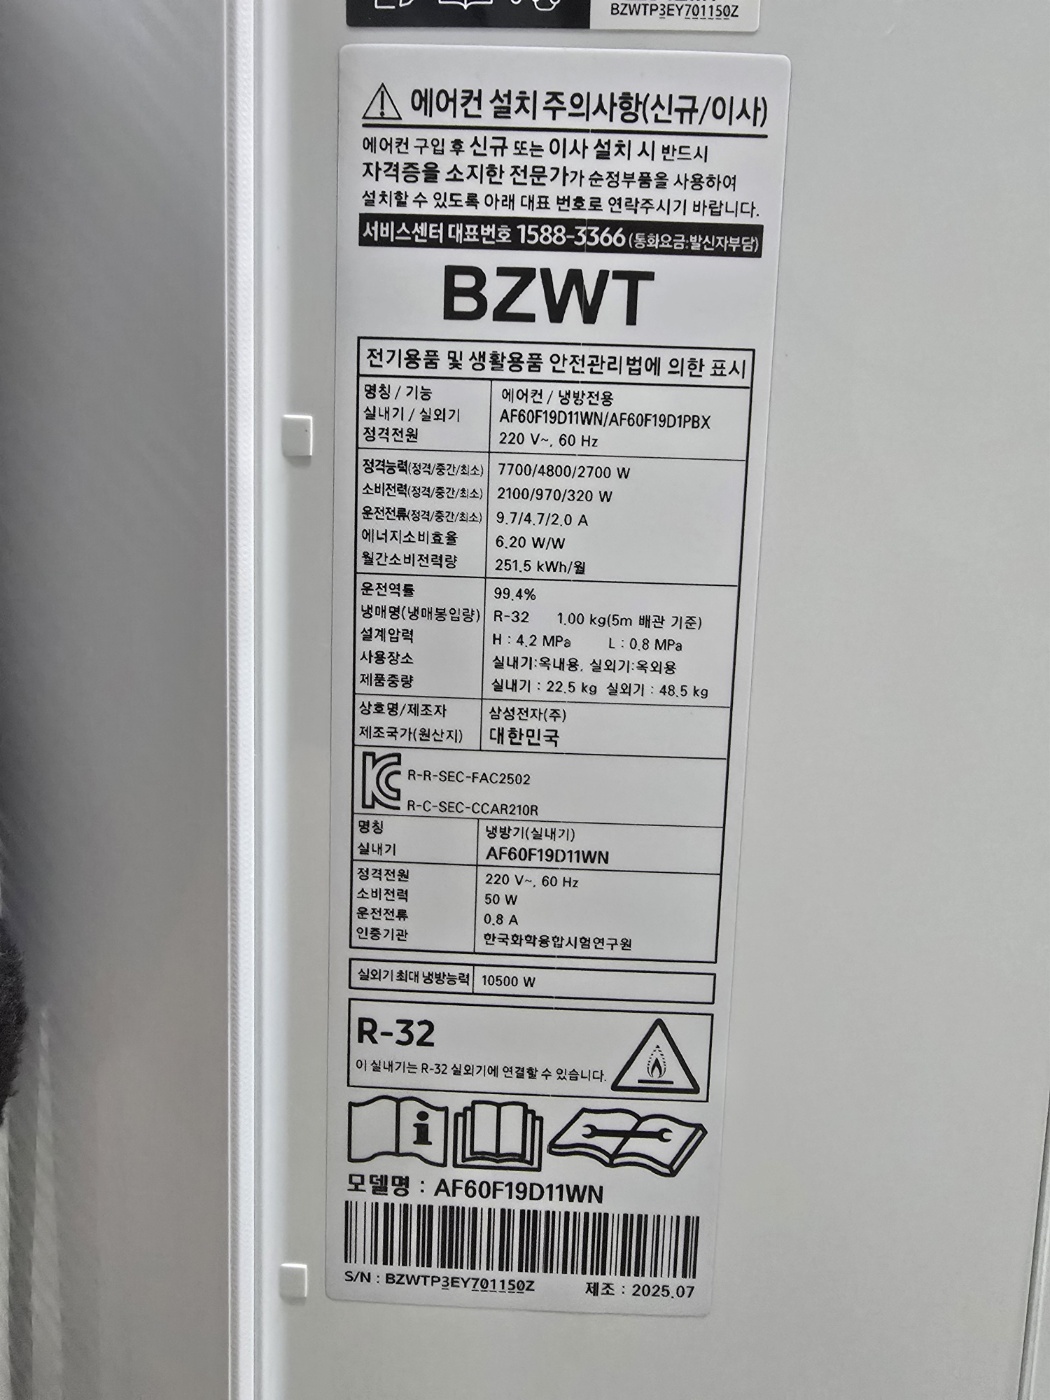 BZWTP3EY701150Z
에어컨 설치 주의사항(신규/이사)
에어컨 구입 후 신규 또는 이사 설치 시 반드시
자격증을 소지한 전문가가 순정부품을 사용하여
설치할 수 있도록 아래 대표 번호로 연락주시기 바랍니다.
서비스센터 대표번호 1588-3366 (통화요금:발신자부담)
BZWT
전기용품 및 생활용품 안전관리법에 의한 표시
명칭 / 기능 에어컨 / 냉방전용
실내기 / 실외기 AF60F19D11WN/AF60F19D1PBX
정격전원 220 V~, 60 Hz
정격능력(정격/중간/최소) 7700/4800/2700 W
소비전력(정격/중간/최소) 2100/970/320 W
운전전류(정격/중간/최소) 9.7/4.7/2.0 A
에너지소비효율 6.20 W/W
월간소비전력량 251.5 kWh/월
운전역률 99.4%
냉매명(냉매봉입량) R-32 1.00 kg(5m 배관 기준)
설계압력 H : 4.2 MPa L : 0.8 MPa
사용장소 실내기:옥내용, 실외기:옥외용
제품중량 실내기 : 22.5 kg 실외기 : 48.5 kg
상호명/제조자 삼성전자(주)
제조국가(원산지) 대한민국
R-R-SEC-FAC2502
R-C-SEC-CCAR210R
명칭 냉방기(실내기)
실내기 AF60F19D11WN
정격전원 220 V~, 60 Hz
소비전력 50 W
운전전류 0.8 A
인증기관 한국화학융합시험연구원
실외기 최대 냉방능력 10500 W
R-32
이 실내기는 R-32 실외기에 연결할 수 있습니다.
모델명 : AF60F19D11WN
S/N : BZWTP3EY701150Z 제조 : 2025.07